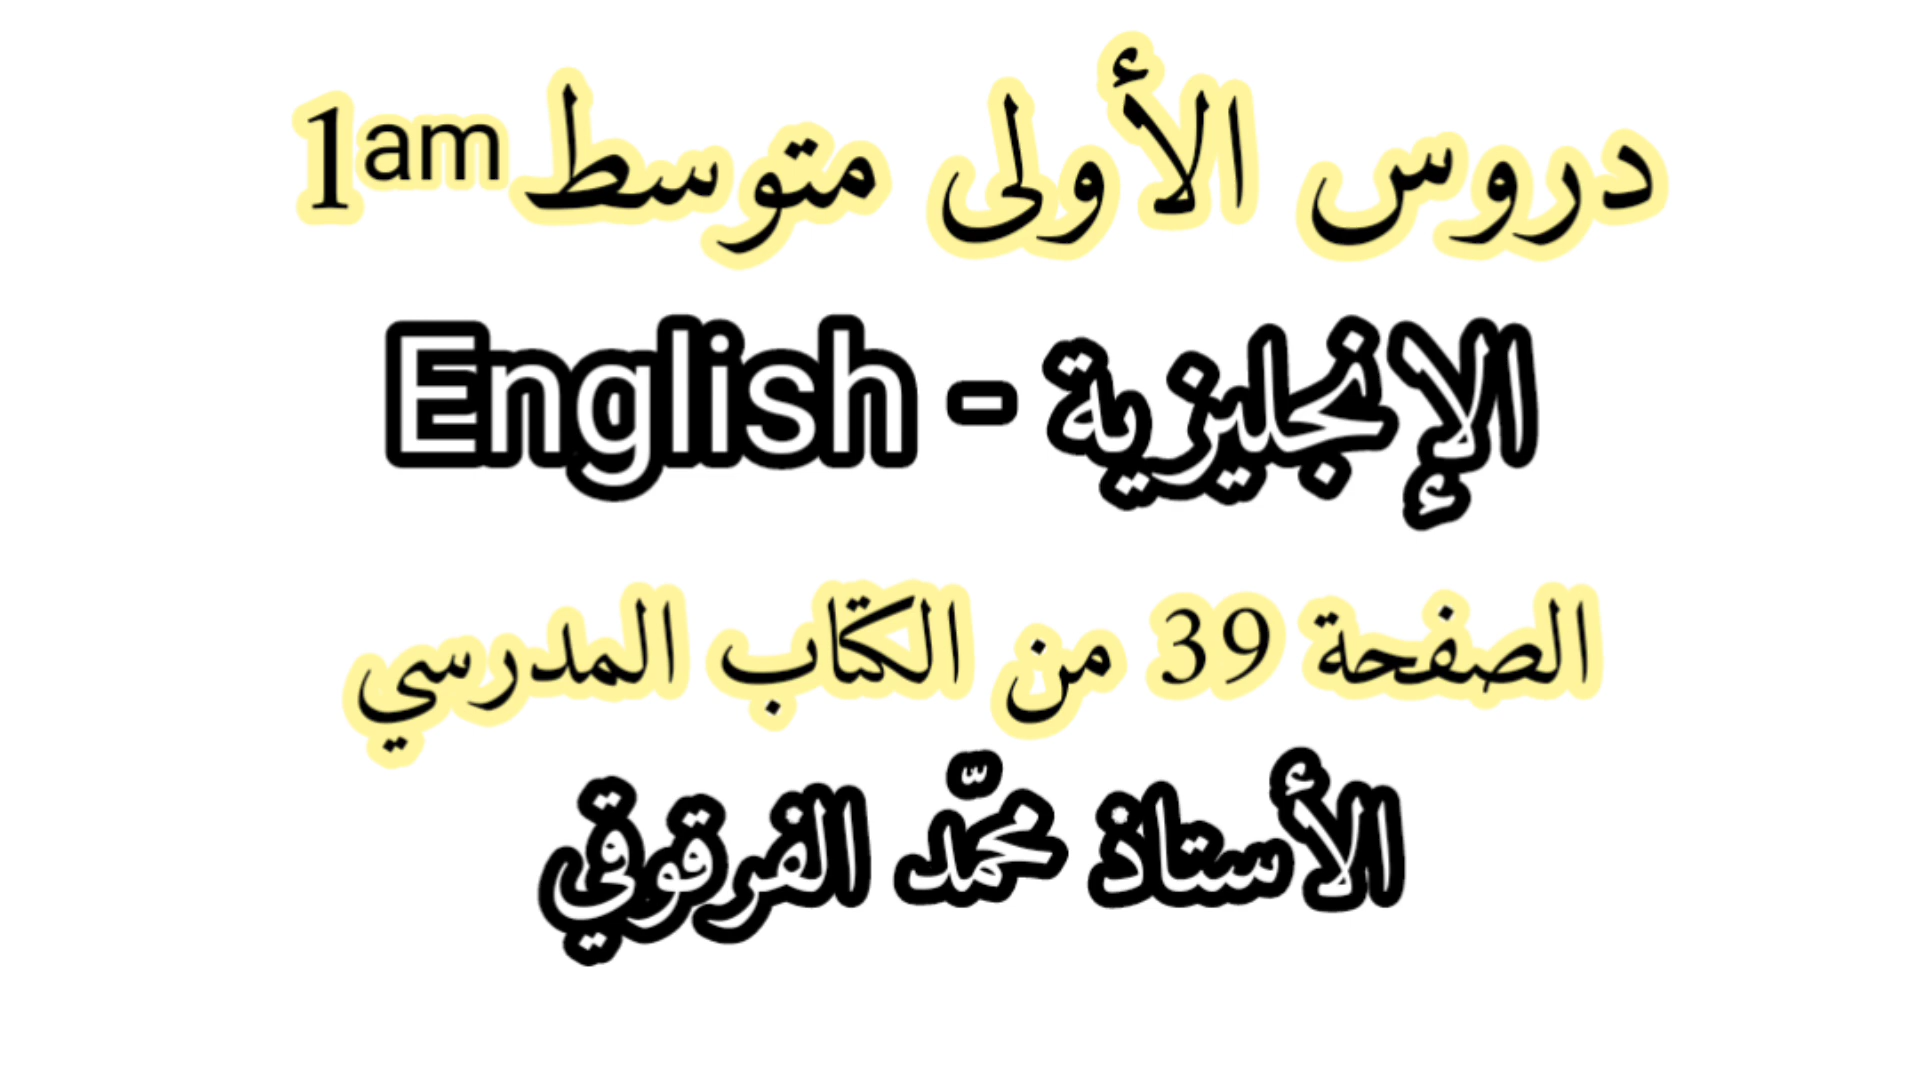 دروس الأولى متوسط 1am
الإنجليزية - English
الصفحة 39 من الكتاب المدرسي
الأستاذ محمّد الفرقوقي